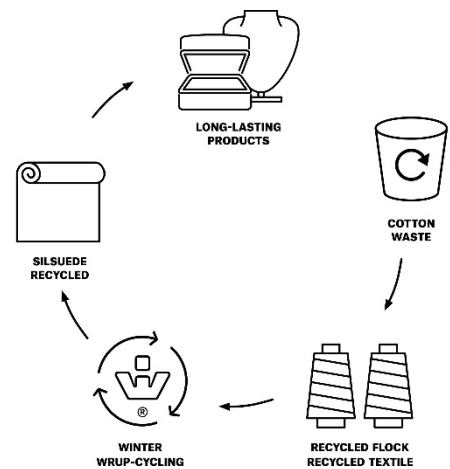 LONG-LASTING
PRODUCTS
COTTON
WASTE
RECYCLED FLOCK
RECYCLED TEXTILE
WINTER
WRUP-CYCLING
®
SILSUEDE
RECYCLED